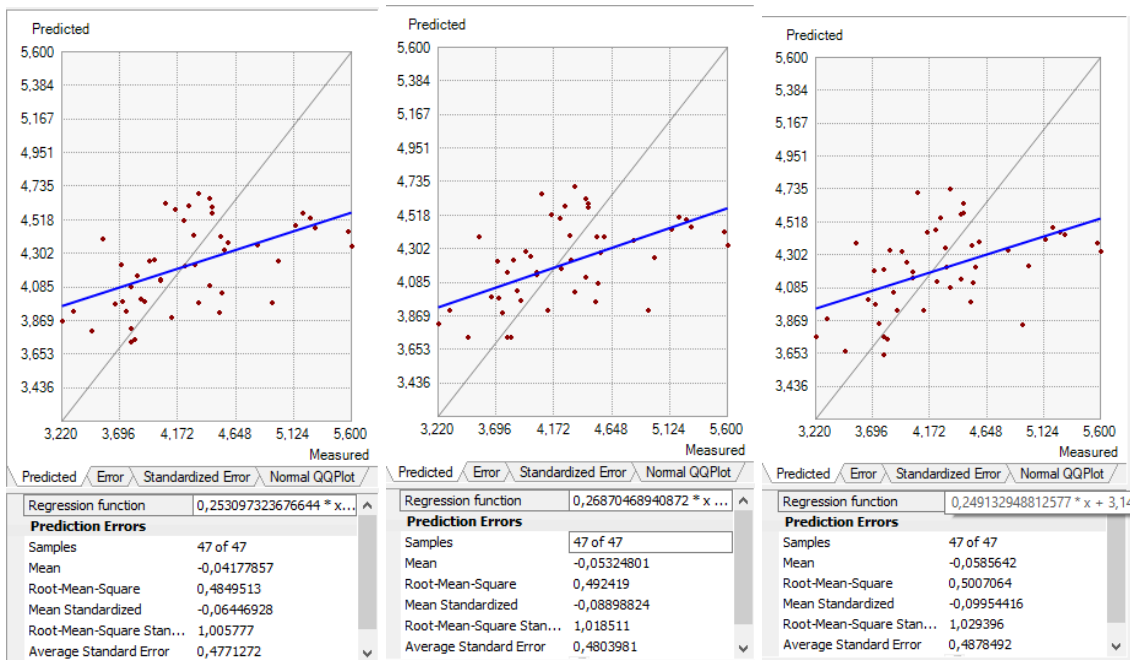 Predicted
5,600
5,384
5,167
4,951
4,735
4,518
4,302
4,085
3,869
3,653
3,436
3,220 3,696 4,172 4,648 5,124 5,600
Measured
Predicted Error Standardized Error Normal QQPlot
Regression function 0,253097323676644 * x...
Prediction Errors
Samples 47 of 47
Mean -0,04177857
Root-Mean-Square 0,4849513
Mean Standardized -0,06446928
Root-Mean-Square Stan... 1,005777
Average Standard Error 0,4771272
Predicted
5,600
5,384
5,167
4,951
4,735
4,518
4,302
4,085
3,869
3,653
3,436
3,220 3,696 4,172 4,648 5,124 5,600
Measured
Predicted Error Standardized Error Normal QQPlot
Regression function 0,26870468940872 * x ...
Prediction Errors
Samples 47 of 47
Mean -0,05324801
Root-Mean-Square 0,492419
Mean Standardized -0,08898824
Root-Mean-Square Stan... 1,018511
Average Standard Error 0,4803981
Predicted
5,600
5,384
5,167
4,951
4,735
4,518
4,302
4,085
3,869
3,653
3,436
3,220 3,696 4,172 4,648 5,124 5,600
Measured
Predicted Error Standardized Error Normal QQPlot
Regression function 0,249132948812577 * x + 3,14
Prediction Errors
Samples 47 of 47
Mean -0,0585642
Root-Mean-Square 0,5007064
Mean Standardized -0,09954416
Root-Mean-Square Stan... 1,029396
Average Standard Error 0,4878492